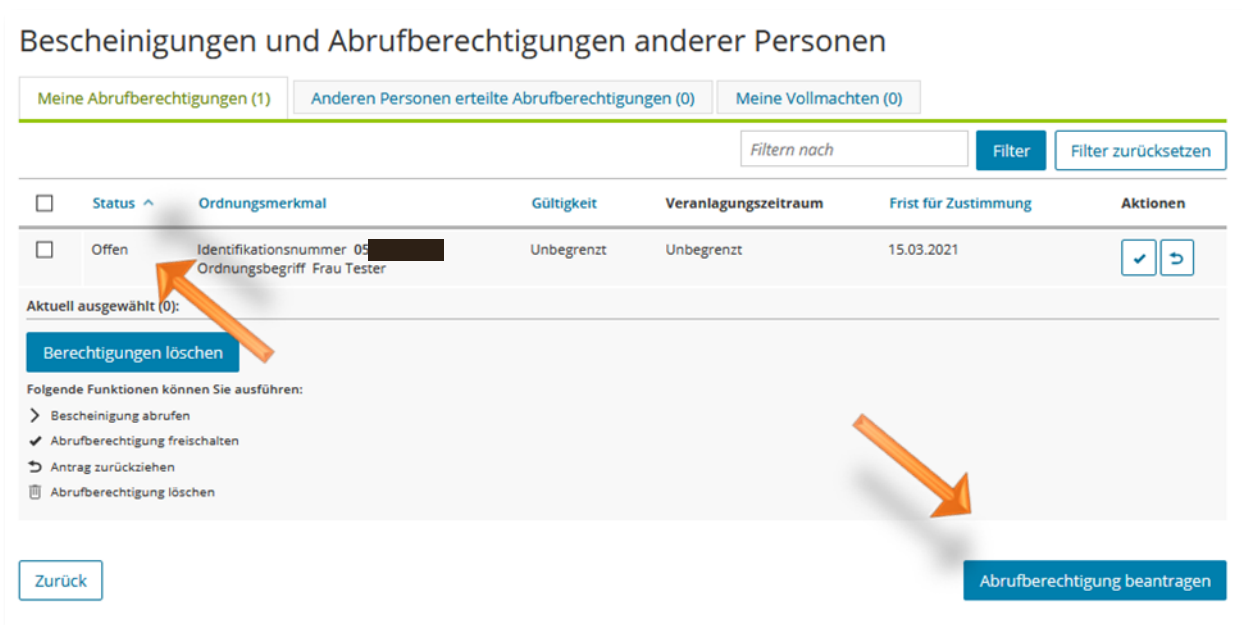 Bescheinigungen und Abrufberechtigungen anderer Personen
Meine Abrufberechtigungen (1) Anderen Personen erteilte Abrufberechtigungen (0) Meine Vollmachten (0)
Filtern nach Filter Filter zurücksetzen
Status Ordnungsmerkmal Gültigkeit Veranlagungszeitraum Frist für Zustimmung Aktionen
Offen Identifikationsnummer 05 Unbegrenzt Unbegrenzt 15.03.2021
Ordnungsbegriff Frau Tester
Aktuell ausgewählt (0):
Berechtigungen löschen
Folgende Funktionen können Sie ausführen:
Bescheinigung abrufen
Abrufberechtigung freischalten
Antrag zurückziehen
Abrufberechtigung löschen
Zurück Abrufberechtigung beantragen